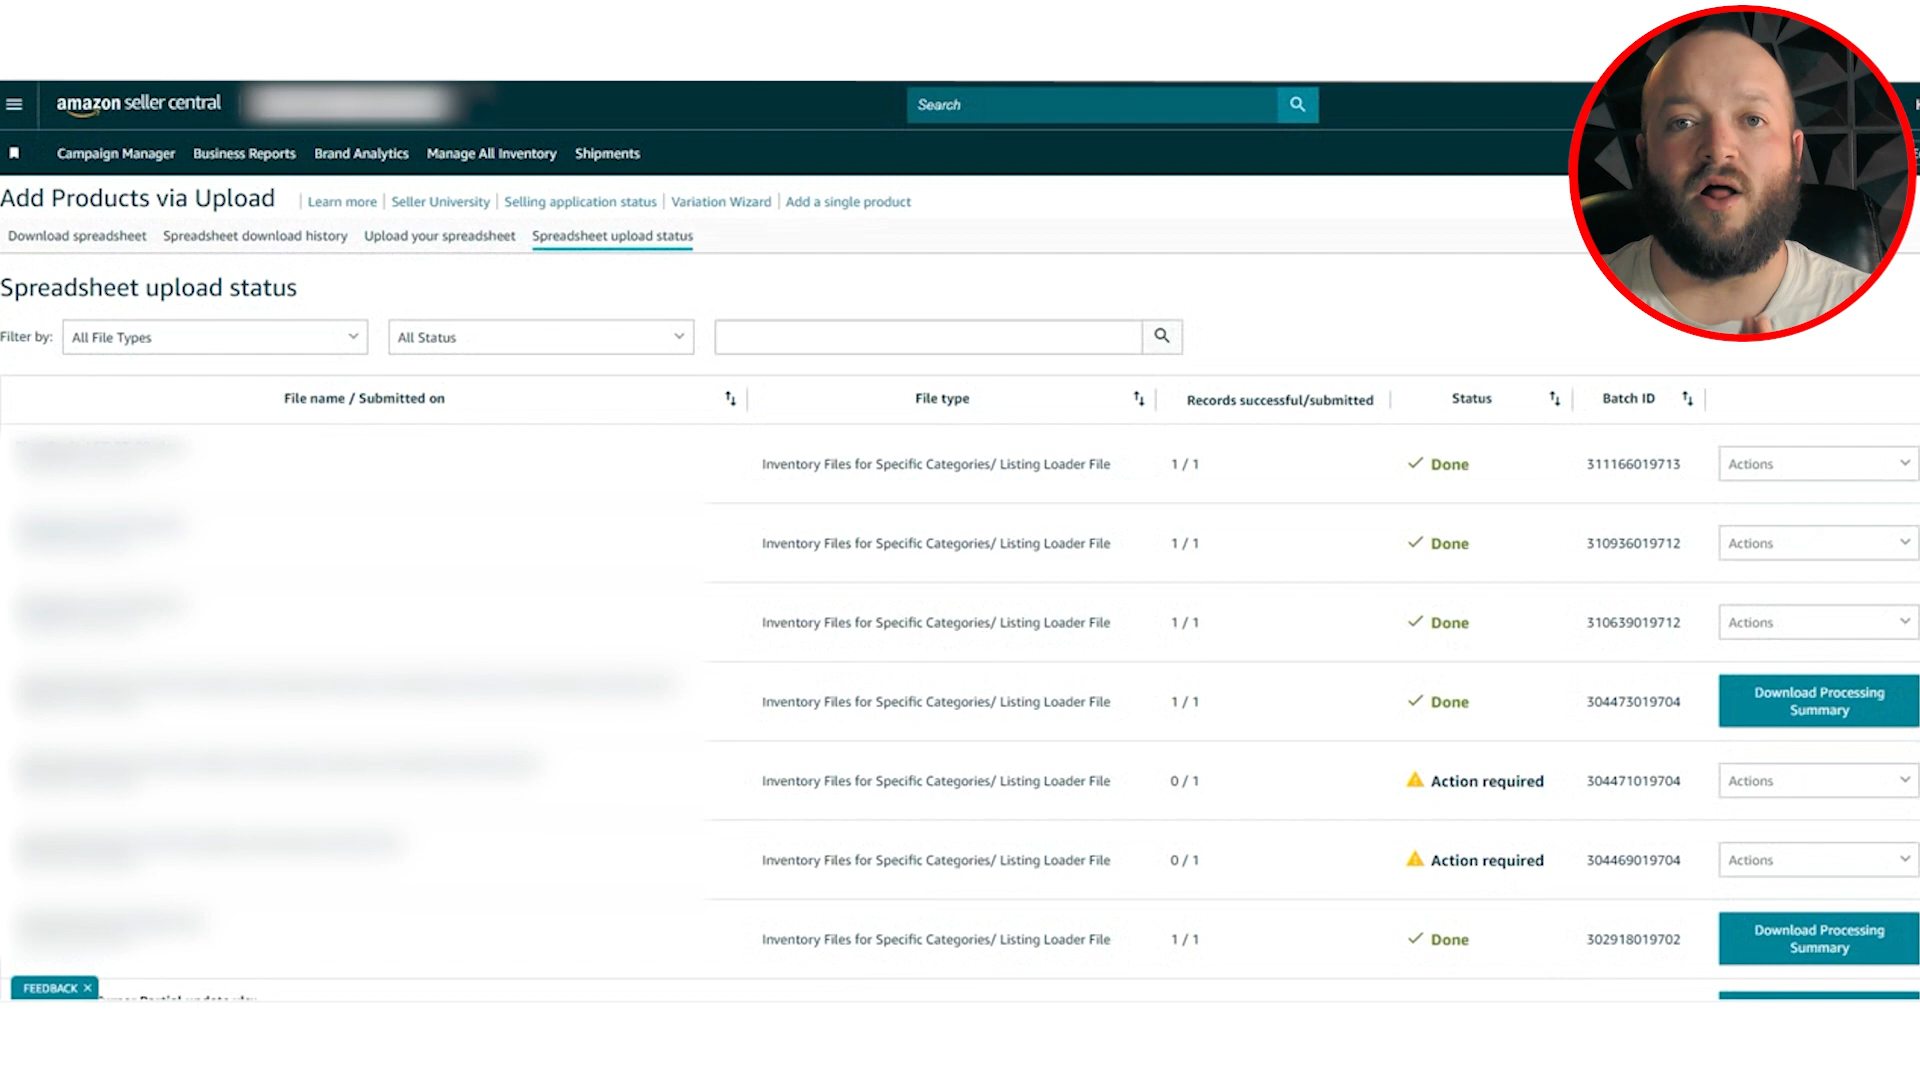 amazon seller central
Search
Campaign Manager Business Reports Brand Analytics Manage All Inventory Shipments
Add Products via Upload | Learn more | Seller University | Selling application status | Variation Wizard | Add a single product
Download spreadsheet Spreadsheet download history Upload your spreadsheet Spreadsheet upload status
Spreadsheet upload status
Filter by: All File Types All Status
File name / Submitted on File type Records successful/submitted Status Batch ID
Inventory Files for Specific Categories/ Listing Loader File 1 / 1 Done 311166019713 Actions
Inventory Files for Specific Categories/ Listing Loader File 1 / 1 Done 310936019712 Actions
Inventory Files for Specific Categories/ Listing Loader File 1 / 1 Done 310639019712 Actions
Inventory Files for Specific Categories/ Listing Loader File 1 / 1 Done 304473019704 Download Processing
Summary
Inventory Files for Specific Categories/ Listing Loader File 0 / 1 Action required 304471019704 Actions
Inventory Files for Specific Categories/ Listing Loader File 0 / 1 Action required 304469019704 Actions
Inventory Files for Specific Categories/ Listing Loader File 1 / 1 Done 302918019702 Download Processing
Summary
FEEDBACK